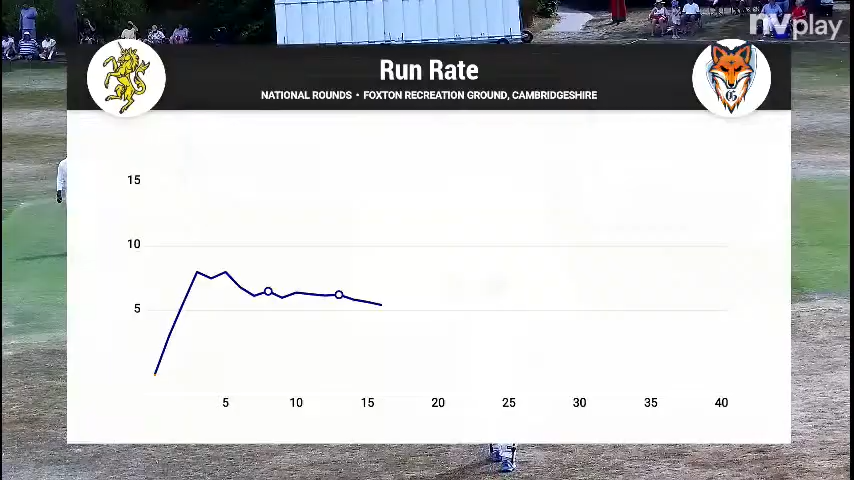 nvplay
Run Rate
NATIONAL ROUNDS • FOXTON RECREATION GROUND, CAMBRIDGESHIRE
G
15
10
5
5 10 15 20 25 30 35 40